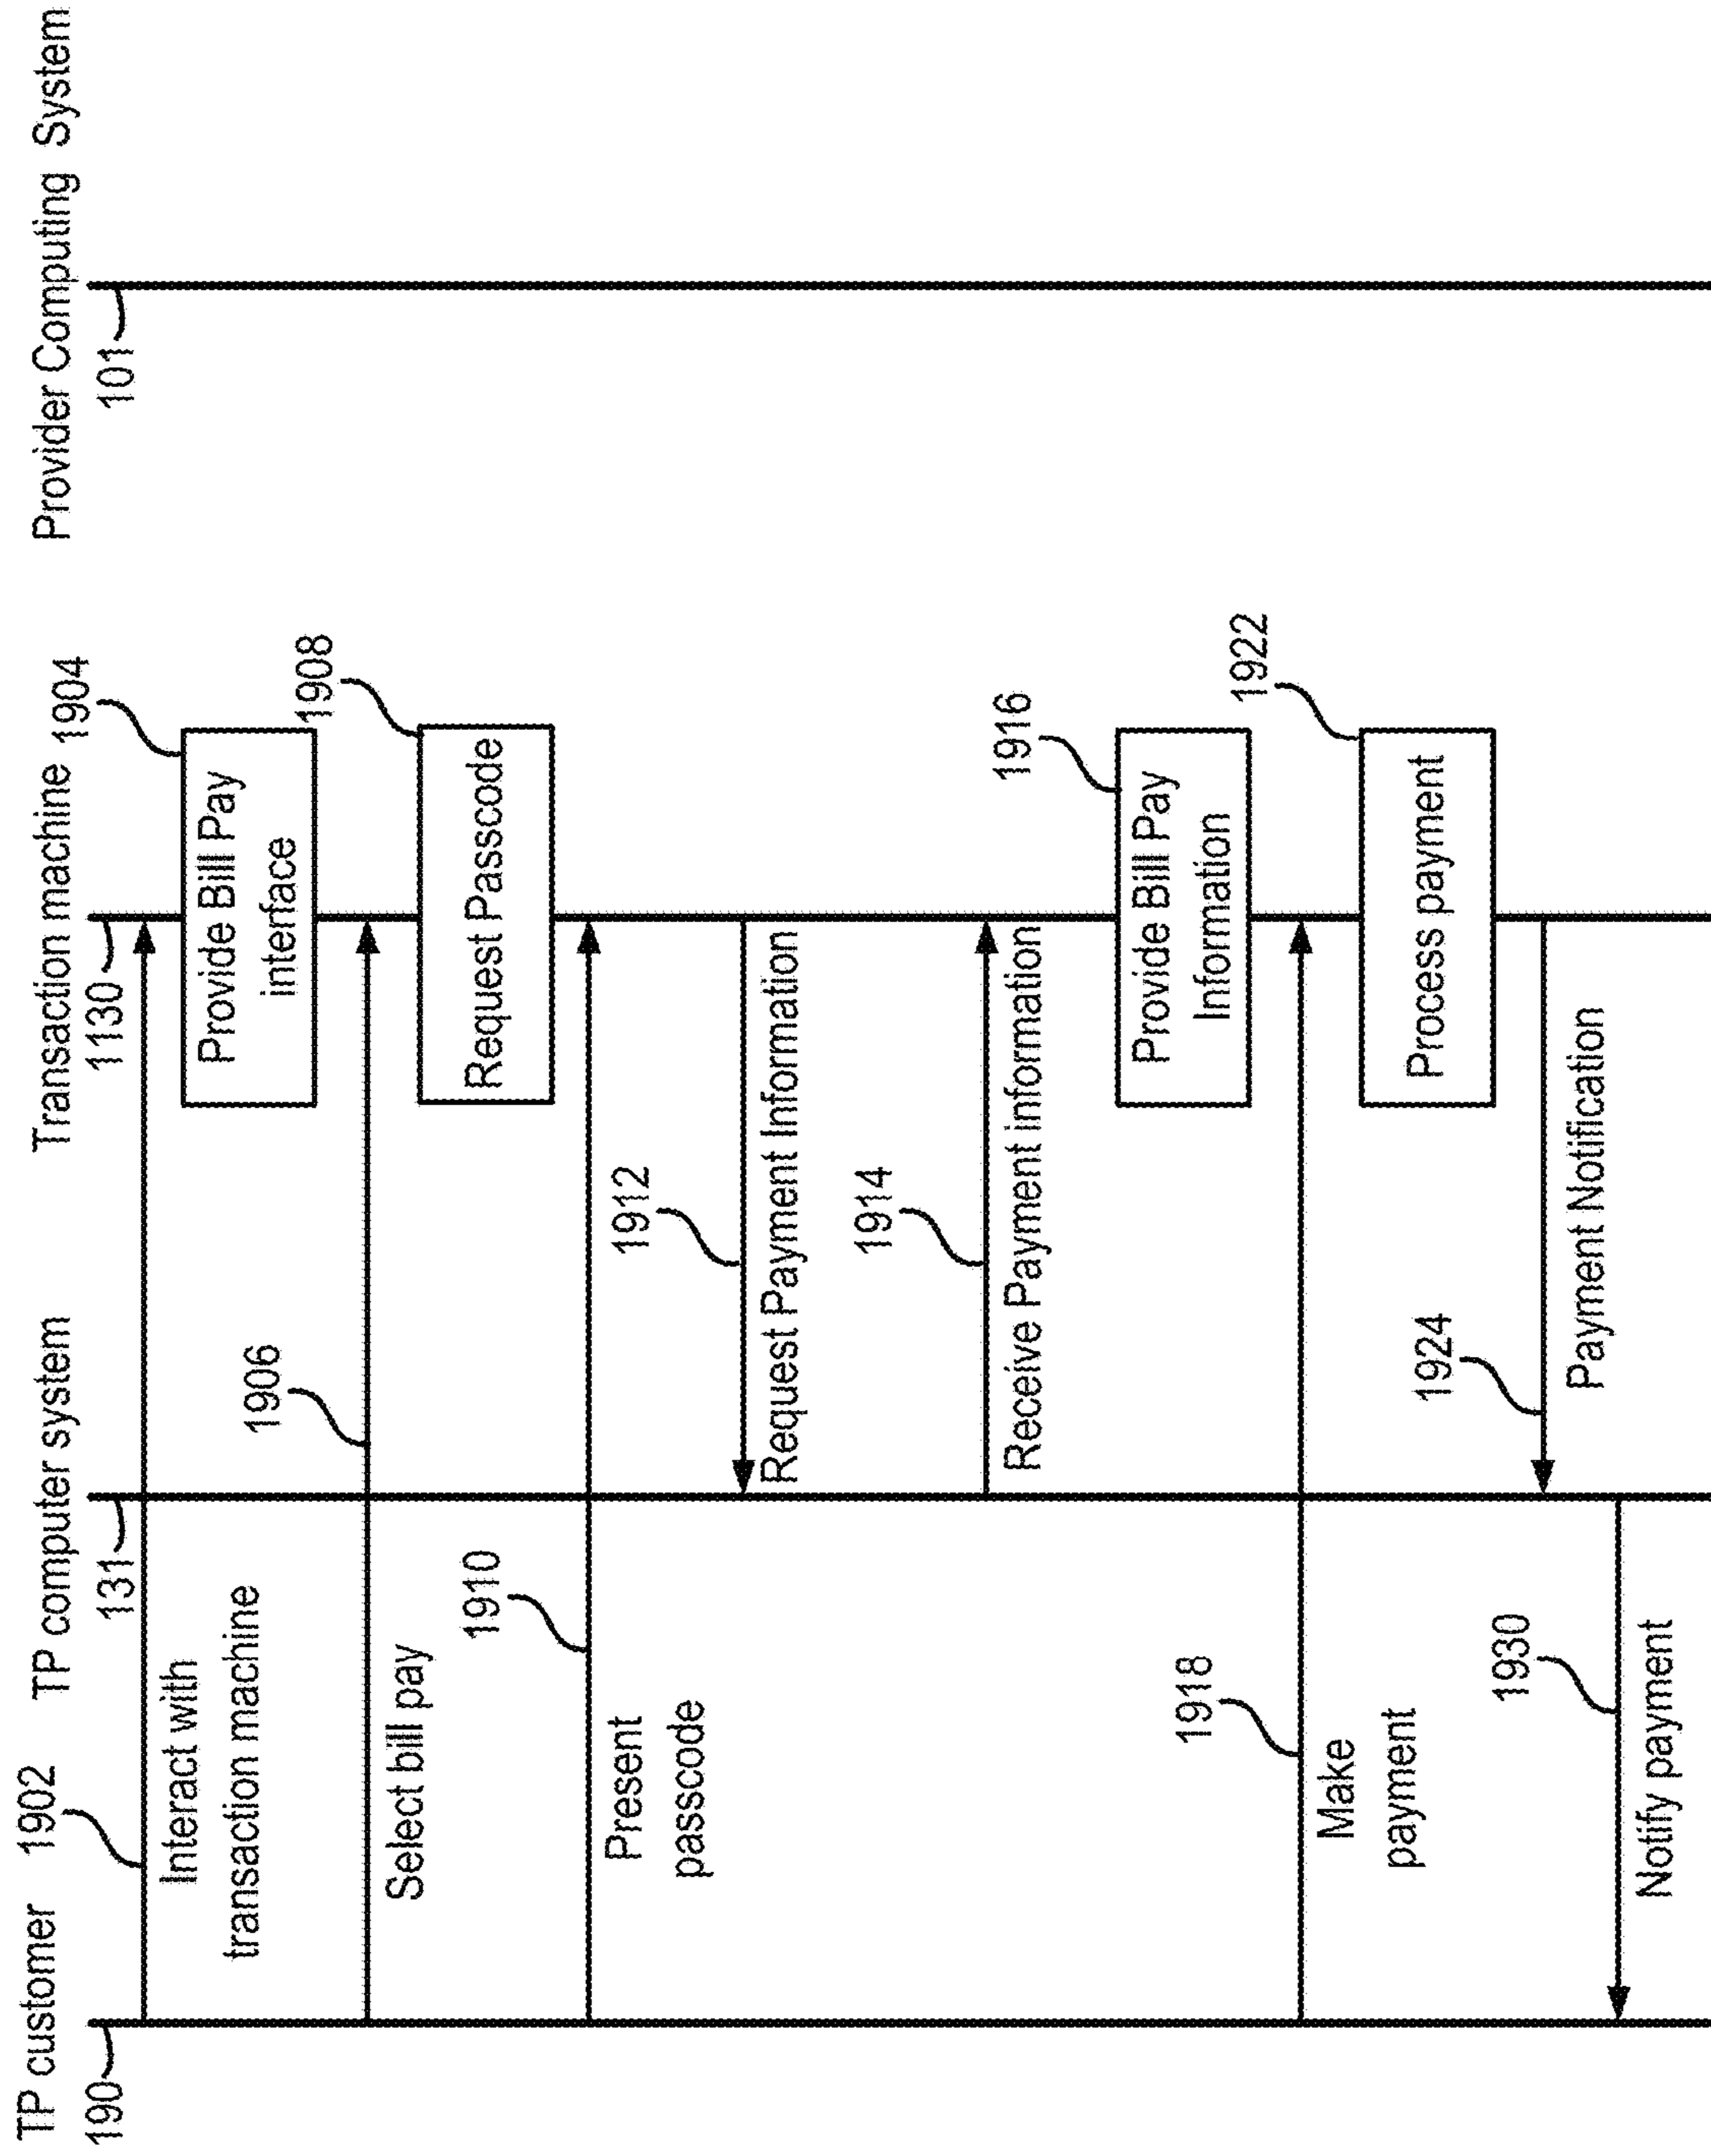 TP customer
TP computer system
Transaction machine
Provider Computing System
190
1902
131
1130
101
Interact with
transaction machine
1904
Provide Bill Pay
interface
1906
Select bill pay
1908
Request Passcode
1910
Present
passcode
1912
Request Payment Information
1914
Receive Payment information
1916
Provide Bill Pay
Information
1918
Make
payment
1922
Process payment
1924
Payment Notification
1930
Notify payment